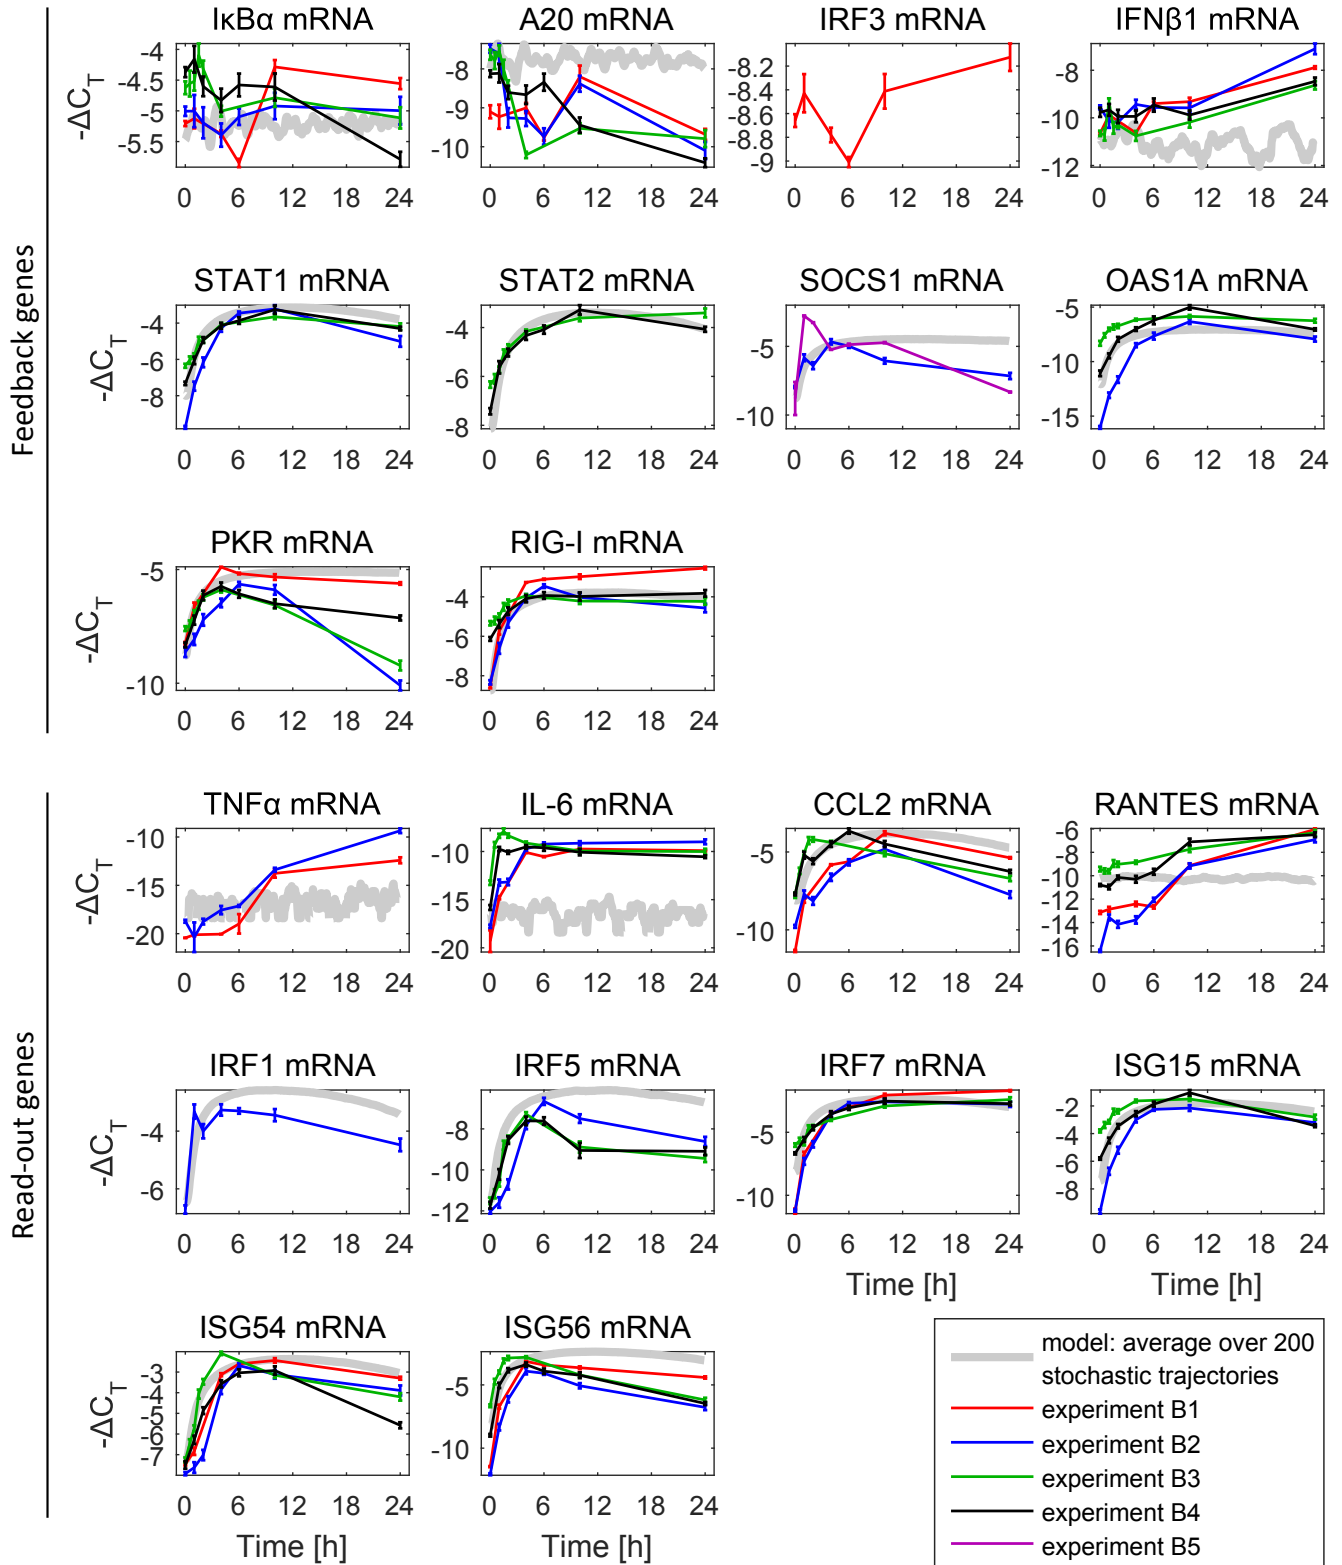 Feedback genes
IκBα mRNA A20 mRNA IRF3 mRNA IFNβ1 mRNA
-ΔC_T
-4 -4.5 -5 -5.5
-8 -9 -10
-8.2 -8.4 -8.6 -8.8 -9
-8 -10 -12
0 6 12 18 24 0 6 12 18 24 0 6 12 18 24 0 6 12 18 24
STAT1 mRNA STAT2 mRNA SOCS1 mRNA OAS1A mRNA
-ΔC_T
-4 -6 -8
-4 -6 -8
-5 -10
-5 -10 -15
0 6 12 18 24 0 6 12 18 24 0 6 12 18 24 0 6 12 18 24
PKR mRNA RIG-I mRNA
-ΔC_T
-5 -10
-4 -6 -8
0 6 12 18 24 0 6 12 18 24
Read-out genes
TNFα mRNA IL-6 mRNA CCL2 mRNA RANTES mRNA
-ΔC_T
-10 -15 -20
-10 -15 -20
-5 -10
-6 -8 -10 -12 -14 -16
0 6 12 18 24 0 6 12 18 24 0 6 12 18 24 0 6 12 18 24
IRF1 mRNA IRF5 mRNA IRF7 mRNA ISG15 mRNA
-ΔC_T
-4 -6
-8 -10 -12
-5 -10
-2 -4 -6 -8
0 6 12 18 24 0 6 12 18 24 0 6 12 18 24 0 6 12 18 24
Time [h] Time [h]
ISG54 mRNA ISG56 mRNA
-ΔC_T
-3 -4 -5 -6 -7
-5 -10
0 6 12 18 24 0 6 12 18 24
Time [h] Time [h]
model: average over 200
stochastic trajectories
experiment B1
experiment B2
experiment B3
experiment B4
experiment B5